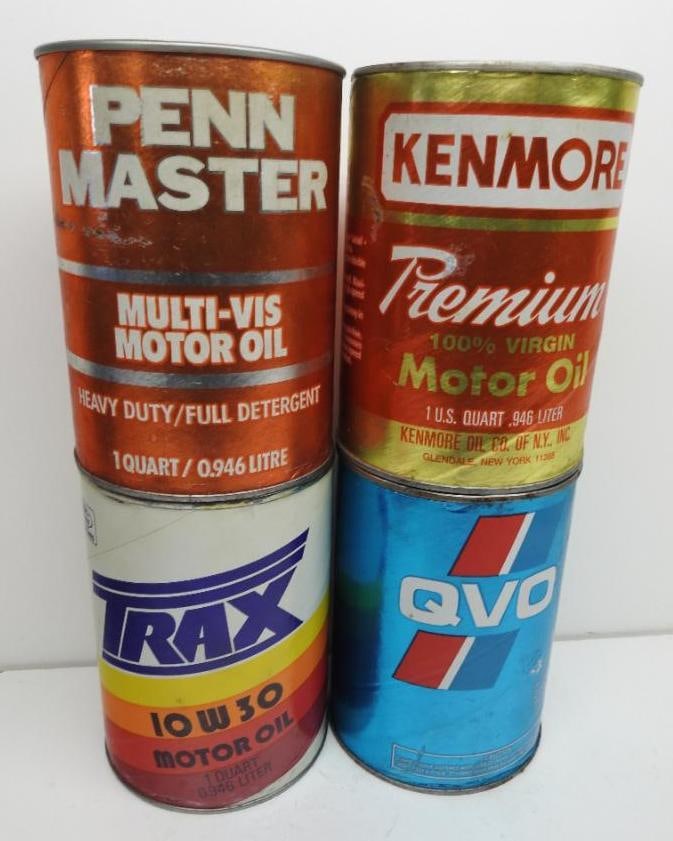 PENN
MASTER
MULTI-VIS
MOTOR OIL
HEAVY DUTY/FULL DETERGENT
1 QUART / 0.946 LITRE
KENMORE
Premium
100% VIRGIN
Motor Oil
1 U.S. QUART .946 LITER
KENMORE OIL CO. OF N.Y., INC.
GLENDALE, NEW YORK 11385
TRAX
10W30
MOTOR OIL
1 QUART
0.946 LITER
QVO